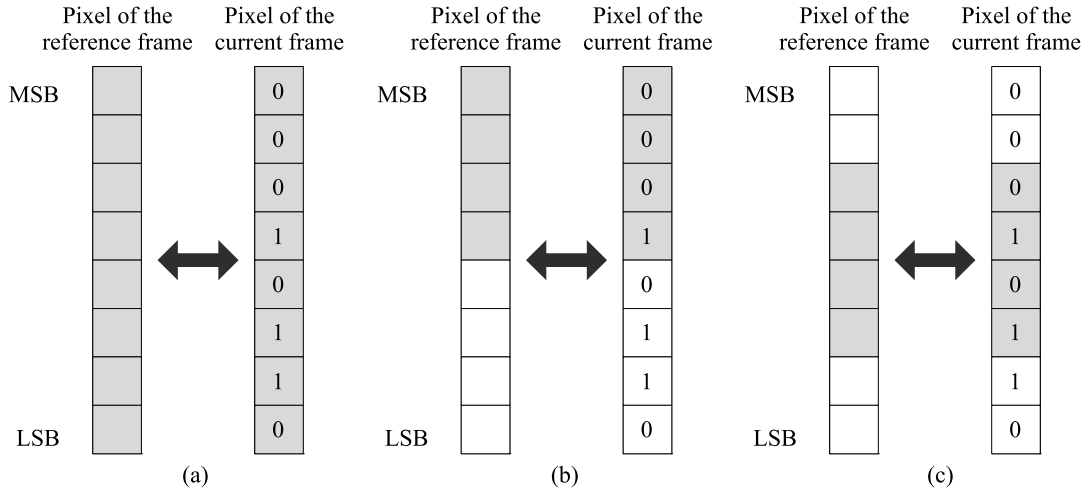 Pixel of the
reference frame
Pixel of the
current frame
MSB
0
0
0
1
0
1
1
0
LSB
(a)
Pixel of the
reference frame
Pixel of the
current frame
MSB
0
0
0
1
0
1
1
0
LSB
(b)
Pixel of the
reference frame
Pixel of the
current frame
MSB
0
0
0
1
0
1
1
0
LSB
(c)